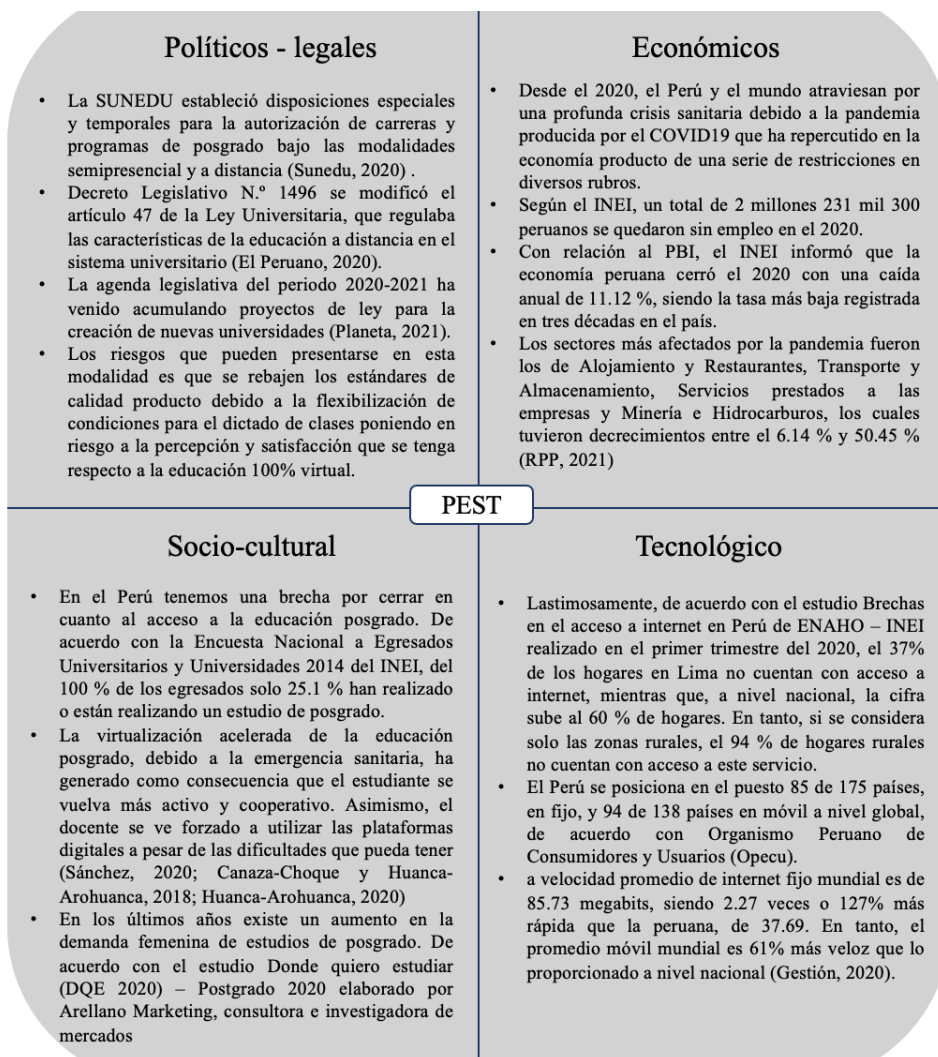 Políticos - legales
• La SUNEDU estableció disposiciones especiales
y temporales para la autorización de carreras y
programas de posgrado bajo las modalidades
semipresencial y a distancia (Sunedu, 2020) .
• Decreto Legislativo N.º 1496 se modificó el
artículo 47 de la Ley Universitaria, que regulaba
las características de la educación a distancia en el
sistema universitario (El Peruano, 2020).
• La agenda legislativa del periodo 2020-2021 ha
venido acumulando proyectos de ley para la
creación de nuevas universidades (Planeta, 2021).
• Los riesgos que pueden presentarse en esta
modalidad es que se rebajen los estándares de
calidad producto debido a la flexibilización de
condiciones para el dictado de clases poniendo en
riesgo a la percepción y satisfacción que se tenga
respecto a la educación 100% virtual.
Económicos
• Desde el 2020, el Perú y el mundo atraviesan por
una profunda crisis sanitaria debido a la pandemia
producida por el COVID19 que ha repercutido en la
economía producto de una serie de restricciones en
diversos rubros.
• Según el INEI, un total de 2 millones 231 mil 300
peruanos se quedaron sin empleo en el 2020.
• Con relación al PBI, el INEI informó que la
economía peruana cerró el 2020 con una caída
anual de 11.12 %, siendo la tasa más baja registrada
en tres décadas en el país.
• Los sectores más afectados por la pandemia fueron
los de Alojamiento y Restaurantes, Transporte y
Almacenamiento, Servicios prestados a las
empresas y Minería e Hidrocarburos, los cuales
tuvieron decrecimientos entre el 6.14 % y 50.45 %
(RPP, 2021)
PEST
Socio-cultural
• En el Perú tenemos una brecha por cerrar en
cuanto al acceso a la educación posgrado. De
acuerdo con la Encuesta Nacional a Egresados
Universitarios y Universidades 2014 del INEI, del
100 % de los egresados solo 25.1 % han realizado
o están realizando un estudio de posgrado.
• La virtualización acelerada de la educación
posgrado, debido a la emergencia sanitaria, ha
generado como consecuencia que el estudiante se
vuelva más activo y cooperativo. Asimismo, el
docente se ve forzado a utilizar las plataformas
digitales a pesar de las dificultades que pueda tener
(Sánchez, 2020; Canaza-Choque y Huanca-
Arohuanca, 2018; Huanca-Arohuanca, 2020)
• En los últimos años existe un aumento en la
demanda femenina de estudios de posgrado. De
acuerdo con el estudio Donde quiero estudiar
(DQE 2020) – Postgrado 2020 elaborado por
Arellano Marketing, consultora e investigadora de
mercados
Tecnológico
• Lastimosamente, de acuerdo con el estudio Brechas
en el acceso a internet en Perú de ENAHO – INEI
realizado en el primer trimestre del 2020, el 37%
de los hogares en Lima no cuentan con acceso a
internet, mientras que, a nivel nacional, la cifra
sube al 60 % de hogares. En tanto, si se considera
solo las zonas rurales, el 94 % de hogares rurales
no cuentan con acceso a este servicio.
• El Perú se posiciona en el puesto 85 de 175 países,
en fijo, y 94 de 138 países en móvil a nivel global,
de acuerdo con Organismo Peruano de
Consumidores y Usuarios (Opecu).
• a velocidad promedio de internet fijo mundial es de
85.73 megabits, siendo 2.27 veces o 127% más
rápida que la peruana, de 37.69. En tanto, el
promedio móvil mundial es 61% más veloz que lo
proporcionado a nivel nacional (Gestión, 2020).